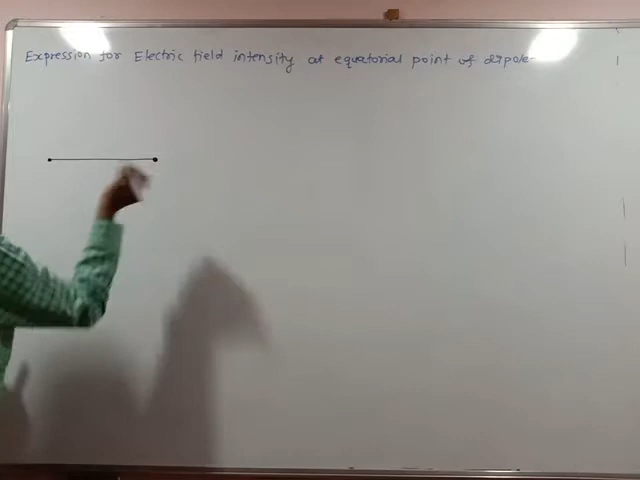 Expression for Electric field intensity at equatorial point of dipole-